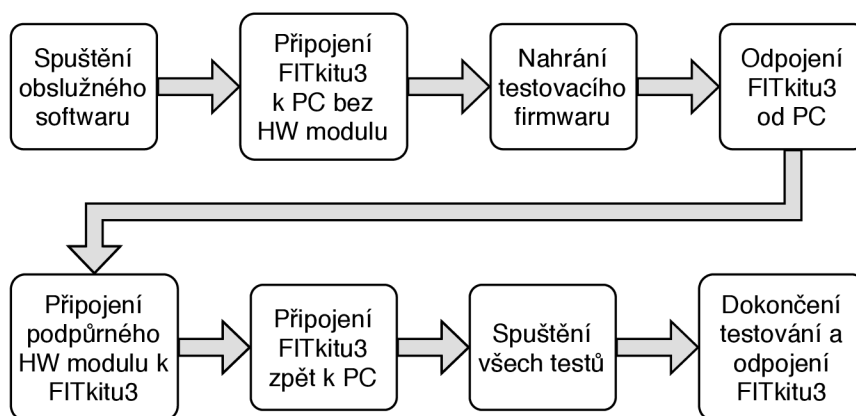 Spuštění
obslužného
softwaru
Připojení
FITkitu3
k PC bez
HW modulu
Nahrání
testovacího
firmwaru
Odpojení
FITkitu3
od PC
Připojení
podpůrného
HW modulu k
FITkitu3
Připojení
FITkitu3
zpět k PC
Spuštění
všech testů
Dokončení
testování a
odpojení
FITkitu3